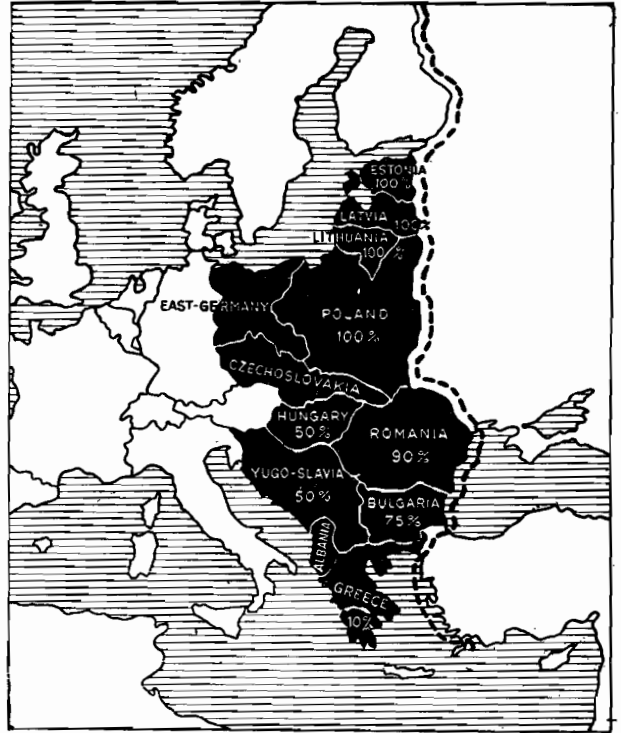 ESTONIA
100%
LATVIA 100%
LITHUANIA
100 %
EAST-GERMANY
POLAND
100%
CZECHOSLOVAKIA
HUNGARY
50%
ROMANIA
90%
YUGO-SLAVIA
50%
BULGARIA
75%
ALBANIA
GREECE
10%